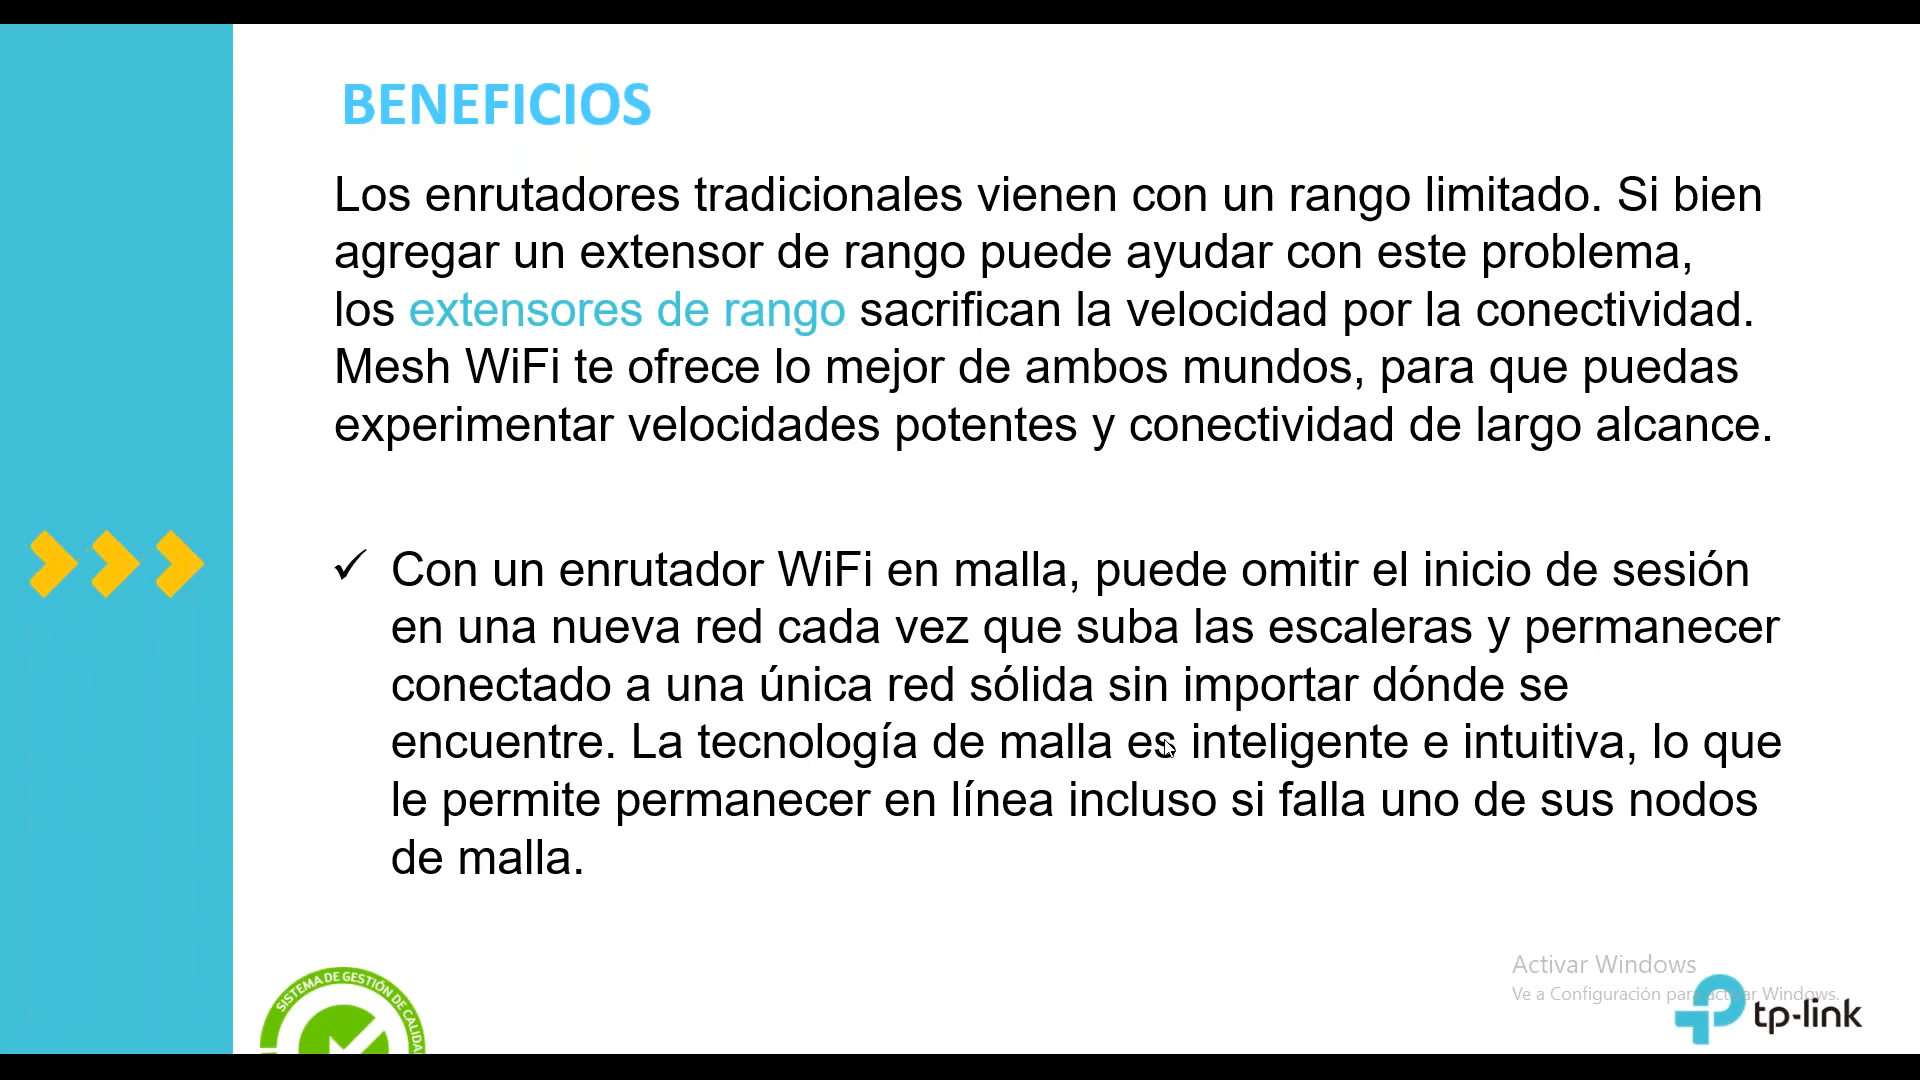 BENEFICIOS
Los enrutadores tradicionales vienen con un rango limitado. Si bien
agregar un extensor de rango puede ayudar con este problema,
los extensores de rango sacrifican la velocidad por la conectividad.
Mesh WiFi te ofrece lo mejor de ambos mundos, para que puedas
experimentar velocidades potentes y conectividad de largo alcance.
✓ Con un enrutador WiFi en malla, puede omitir el inicio de sesión
en una nueva red cada vez que suba las escaleras y permanecer
conectado a una única red sólida sin importar dónde se
encuentre. La tecnología de malla es inteligente e intuitiva, lo que
le permite permanecer en línea incluso si falla uno de sus nodos
de malla.
SISTEMA DE GESTIÓN DE CALIDA
Activar Windows
Ve a Configuración para activar Windows.
tp-link